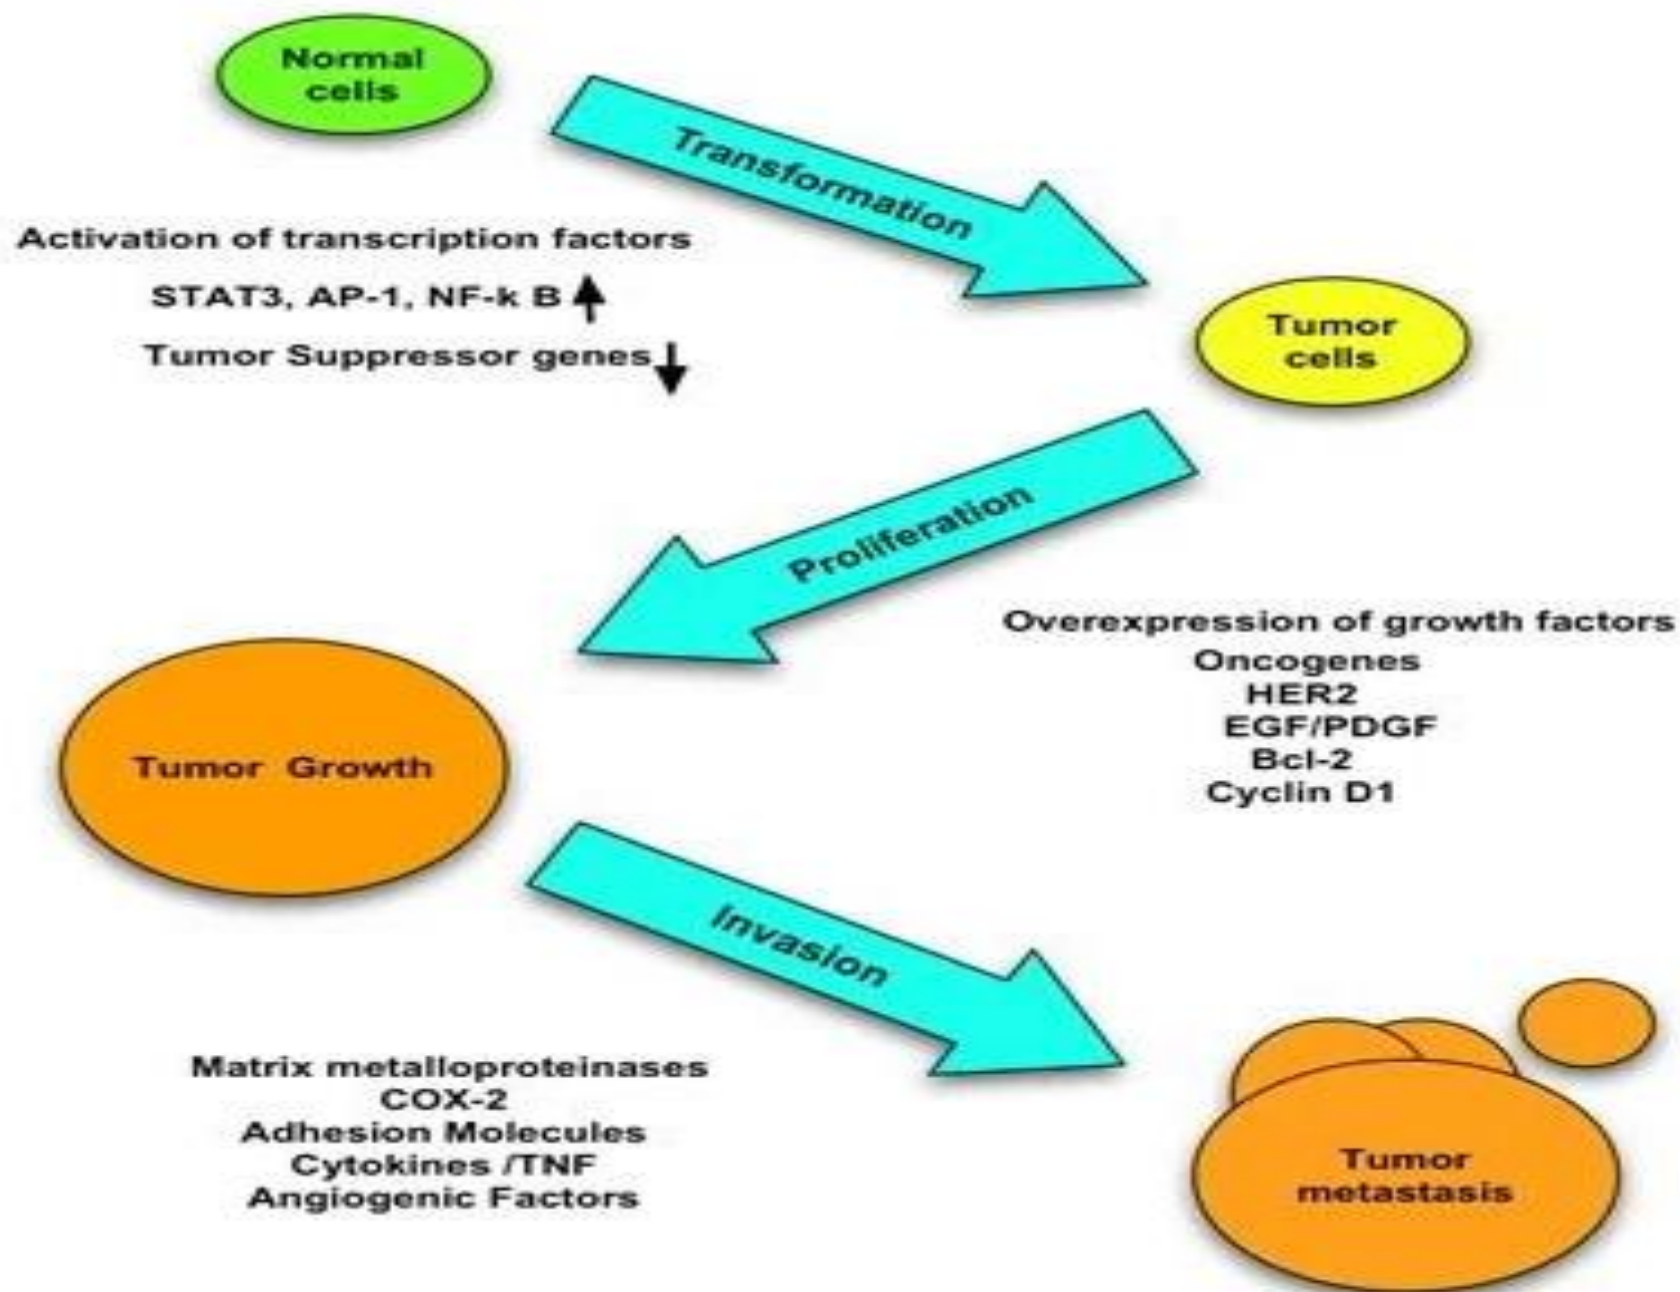 Normal
cells
Transformation
Activation of transcription factors
STAT3, AP-1, NF-k B
Tumor Suppressor genes
Tumor
cells
Proliferation
Overexpression of growth factors
Oncogenes
HER2
EGF/PDGF
Bcl-2
Cyclin D1
Tumor Growth
Invasion
Matrix metalloproteinases
COX-2
Adhesion Molecules
Cytokines /TNF
Angiogenic Factors
Tumor
metastasis